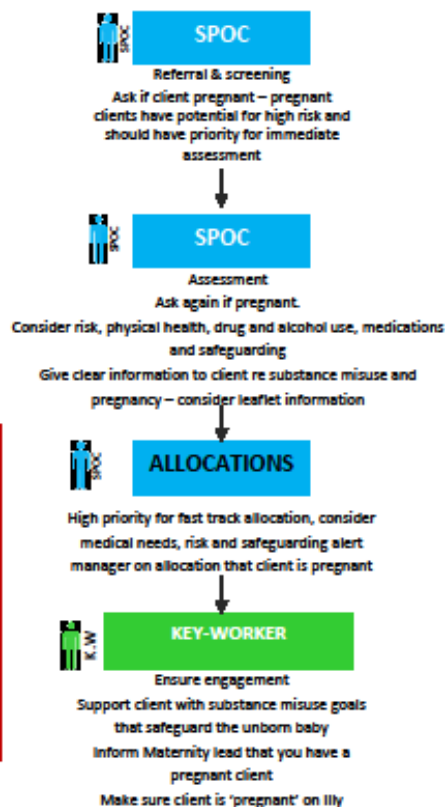 SPOC
SPOC
Referral & screening
Ask if client pregnant – pregnant
clients have potential for high risk and
should have priority for immediate
assessment
SPOC
SPOC
Assessment
Ask again if pregnant.
Consider risk, physical health, drug and alcohol use, medications
and safeguarding
Give clear information to client re substance misuse and
pregnancy – consider leaflet information
SPOC
ALLOCATIONS
High priority for fast track allocation, consider
medical needs, risk and safeguarding alert
manager on allocation that client is pregnant
K.W
KEY-WORKER
Ensure engagement
Support client with substance misuse goals
that safeguard the unborn baby
Inform Maternity lead that you have a
pregnant client
Make sure client is 'pregnant' on illy